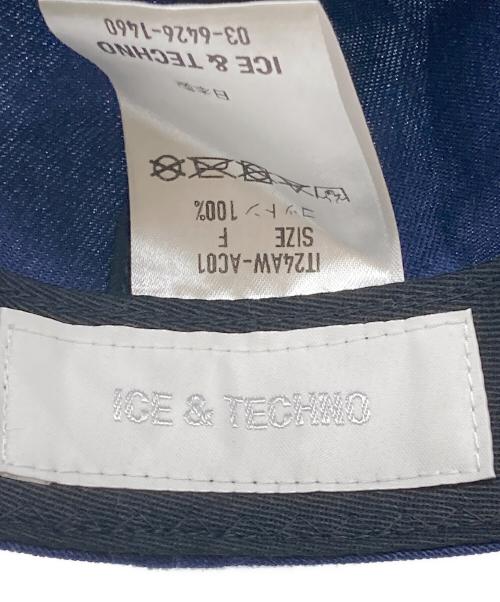 IT24AW-AC01
SIZE F
コットン 100%
日本製
ICE & TECHNO
03-6426-1460
ICE & TECHNO